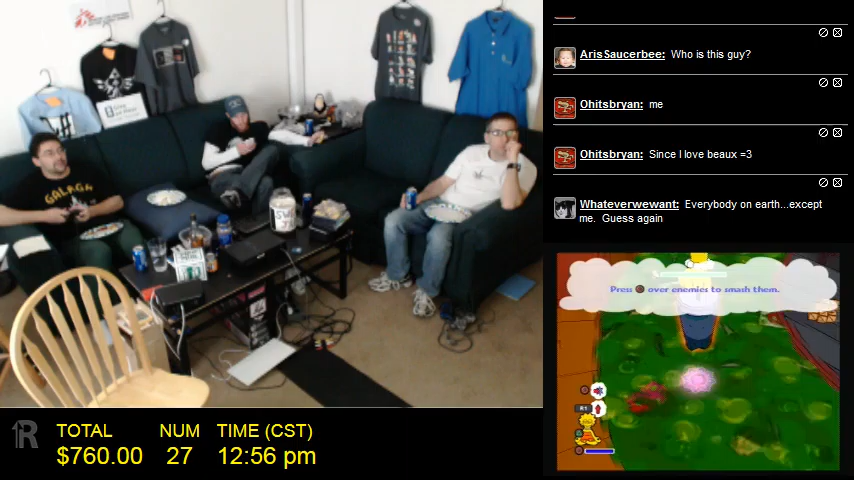 GALAGA
ArisSaucerbee: Who is this guy?
Ohitsbryan: me
Ohitsbryan: Since I love beaux =3
Whateverwewant: Everybody on earth...except
me. Guess again
Press over enemies to smash them.
R1
TOTAL NUM TIME (CST)
$760.00 27 12:56 pm